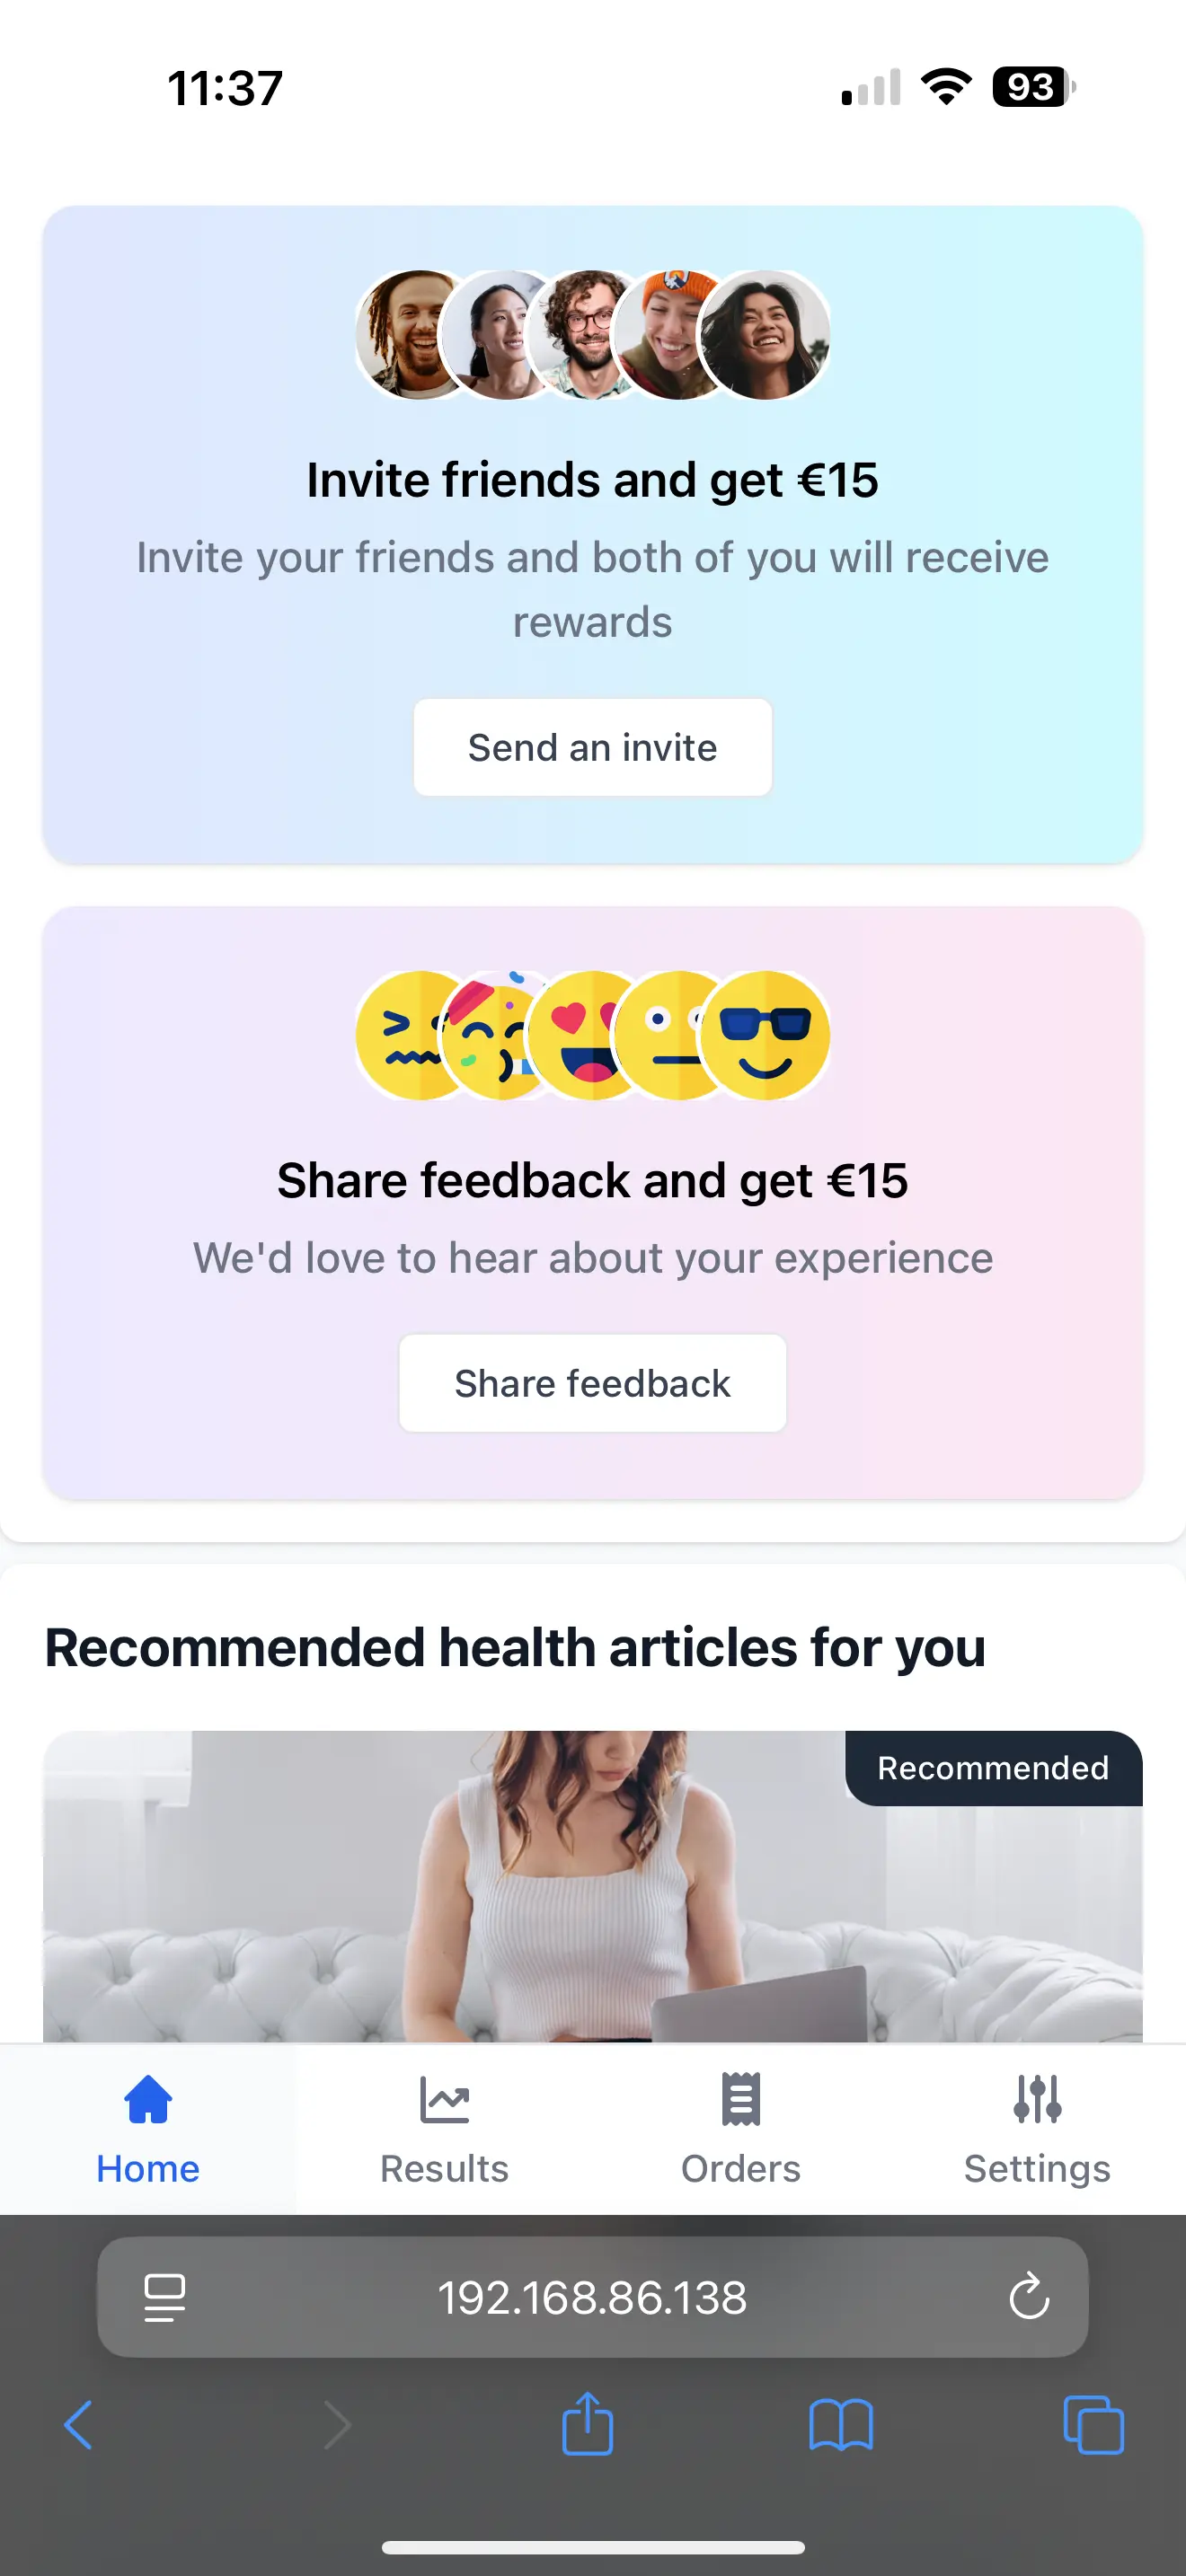 11:37
93
Invite friends and get €15
Invite your friends and both of you will receive
rewards
Send an invite
Share feedback and get €15
We'd love to hear about your experience
Share feedback
Recommended health articles for you
Recommended
Home
Results
Orders
Settings
192.168.86.138